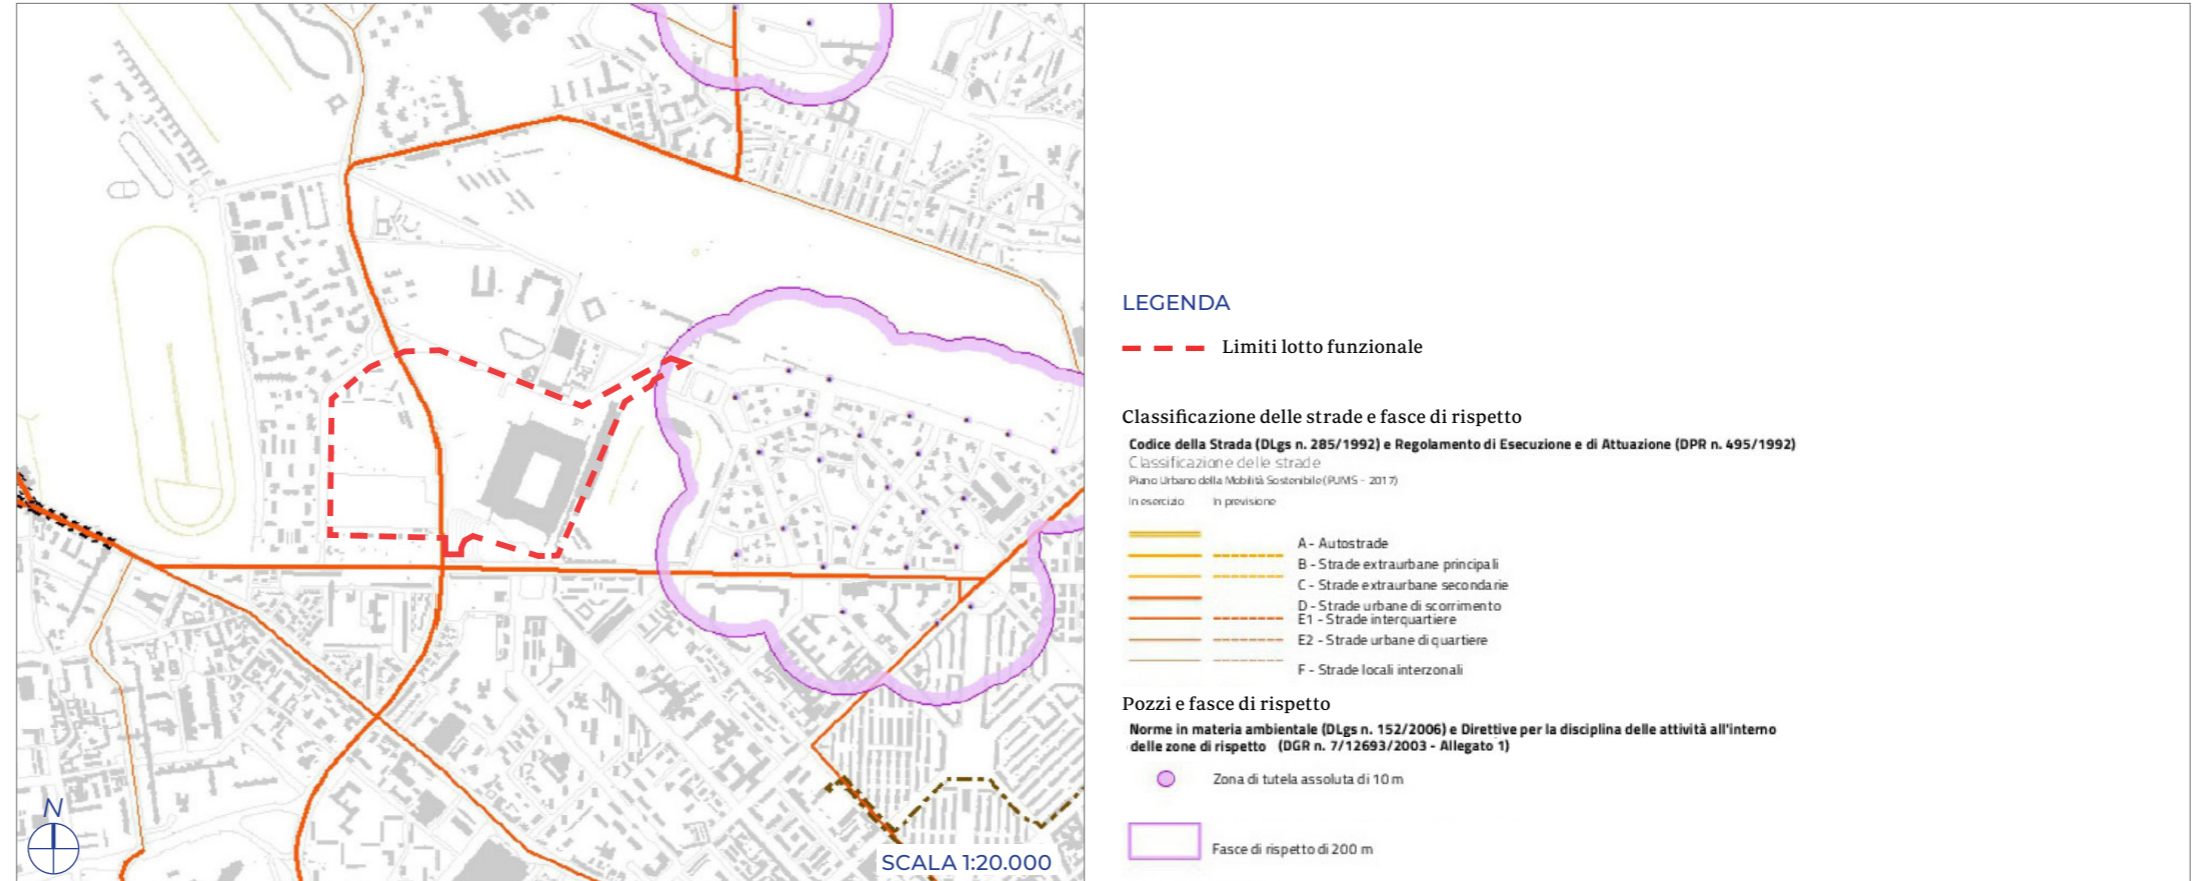 N
SCALA 1:20.000
LEGENDA
Limiti lotto funzionale
Classificazione delle strade e fasce di rispetto
Codice della Strada (DLgs n. 285/1992) e Regolamento di Esecuzione e di Attuazione (DPR n. 495/1992)
Classificazione delle strade
Piano Urbano della Mobilità Sostenibile (PUMS - 2017)
In esercizio In previsione
A - Autostrade
B - Strade extraurbane principali
C - Strade extraurbane secondarie
D - Strade urbane di scorrimento
E1 - Strade interquartiere
E2 - Strade urbane di quartiere
F - Strade locali interzonali
Pozzi e fasce di rispetto
Norme in materia ambientale (DLgs n. 152/2006) e Direttive per la disciplina delle attività all'interno
delle zone di rispetto (DGR n. 7/12693/2003 - Allegato 1)
Zona di tutela assoluta di 10 m
Fasce di rispetto di 200 m